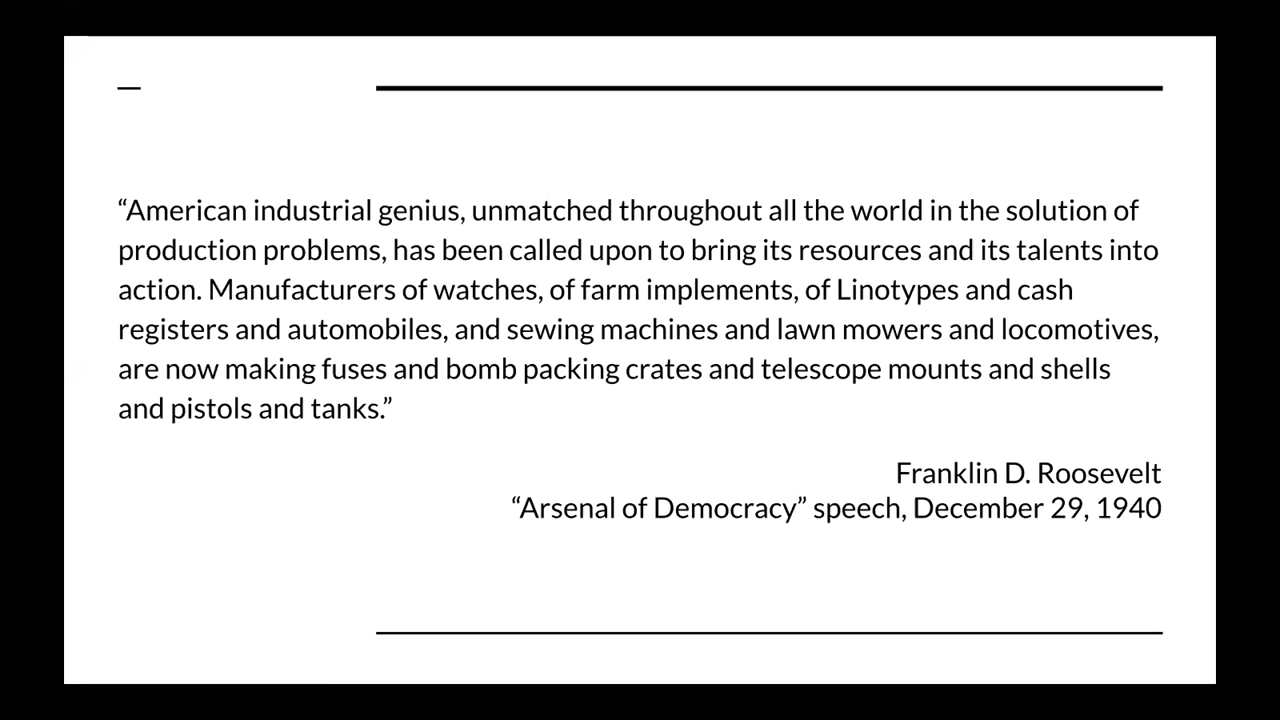 “American industrial genius, unmatched throughout all the world in the solution of
production problems, has been called upon to bring its resources and its talents into
action. Manufacturers of watches, of farm implements, of Linotypes and cash
registers and automobiles, and sewing machines and lawn mowers and locomotives,
are now making fuses and bomb packing crates and telescope mounts and shells
and pistols and tanks.”
Franklin D. Roosevelt
“Arsenal of Democracy” speech, December 29, 1940